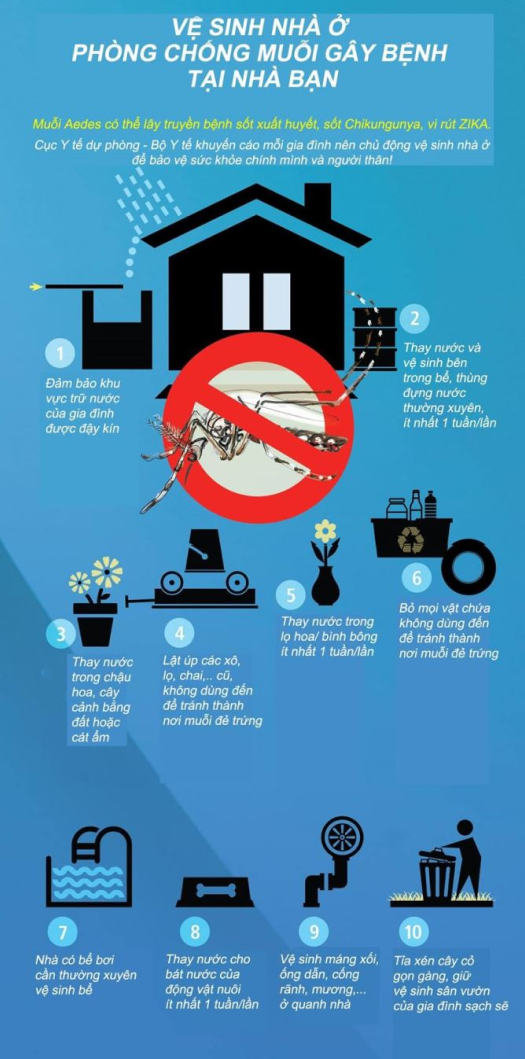 VỆ SINH NHÀ Ở
PHÒNG CHỐNG MUỖI GÂY BỆNH
TẠI NHÀ BẠN
Muỗi Aedes có thể lây truyền bệnh sốt xuất huyết, sốt Chikungunya, vi rút ZIKA.
Cục Y tế dự phòng - Bộ Y tế khuyến cáo mỗi gia đình nên chủ động vệ sinh nhà ở
để bảo vệ sức khỏe chính mình và người thân!
1
Đảm bảo khu
vực trữ nước
của gia đình
được đậy kín
2
Thay nước và
vệ sinh bên
trong bể, thùng
đựng nước
thường xuyên,
ít nhất 1 tuần/lần
3
Thay nước
trong chậu
hoa, cây
cảnh bằng
đất hoặc
cát ẩm
4
Lật úp các xô,
lọ, chai,.. cũ,
không dùng đến
để tránh thành
nơi muỗi đẻ trứng
5
Thay nước trong
lọ hoa/ bình bông
ít nhất 1 tuần/lần
6
Bỏ mọi vật chứa
không dùng đến
để tránh thành
nơi muỗi đẻ trứng
7
Nhà có bể bơi
cần thường xuyên
vệ sinh bể
8
Thay nước cho
bát nước của
động vật nuôi
ít nhất 1 tuần/lần
9
Vệ sinh máng xối,
ống dẫn, cống
rãnh, mương,...
ở quanh nhà
10
Tỉa xén cây cỏ
gọn gàng, giữ
vệ sinh sân vườn
của gia đình sạch sẽ